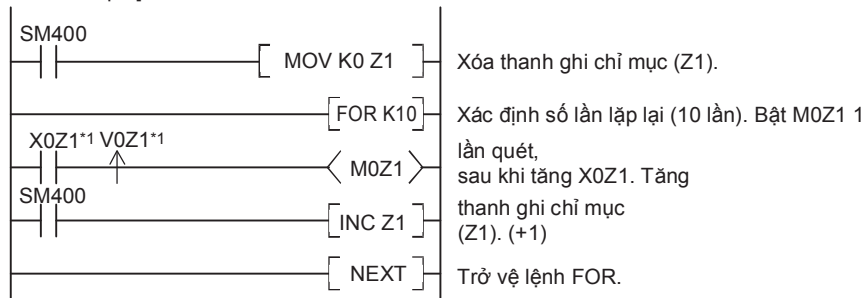 SM400
MOV K0 Z1
Xóa thanh ghi chỉ mục (Z1).
FOR K10
Xác định số lần lặp lại (10 lần). Bật M0Z1 1
X0Z1*1 V0Z1*1
M0Z1
lần quét,
sau khi tăng X0Z1. Tăng
SM400
INC Z1
thanh ghi chỉ mục
(Z1). (+1)
NEXT
Trở vệ lệnh FOR.